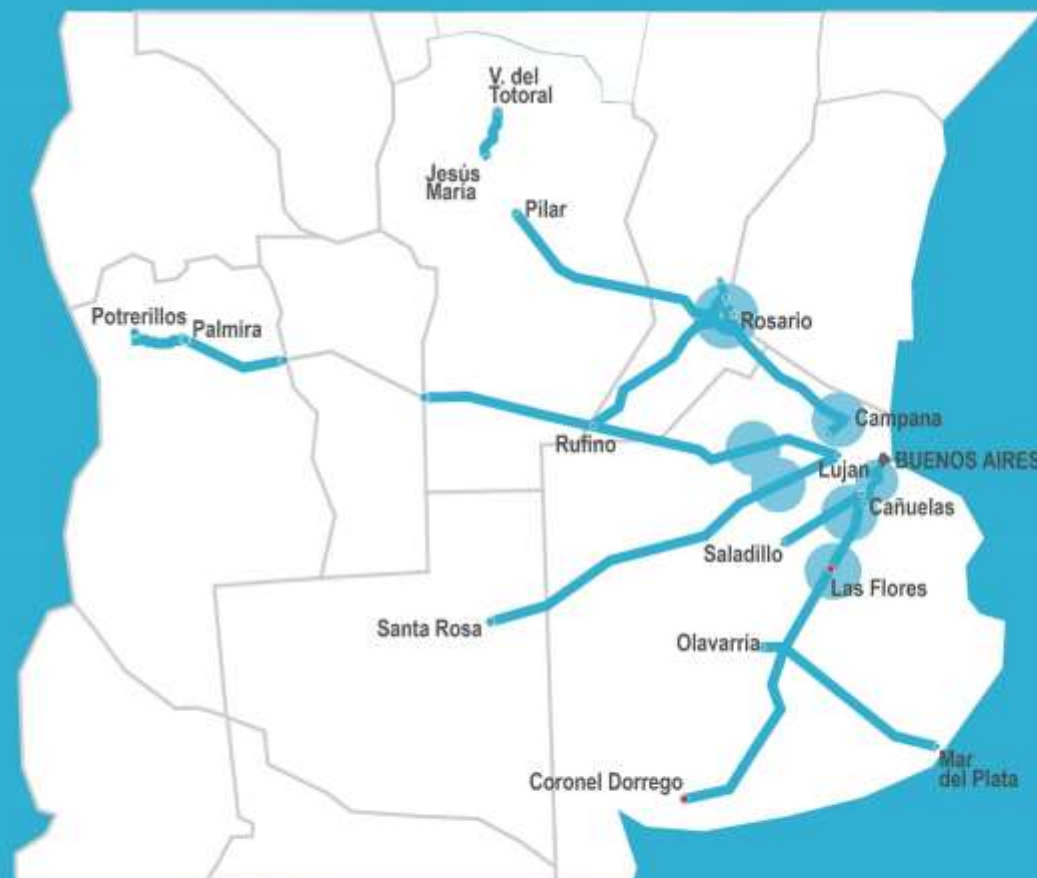 V. del
Totoral
Jesús
María
Pilar
Potrerillos
Palmira
Rosario
Campana
Rufino
Lujan
BUENOS AIRES
Cañuelas
Saladillo
Las Flores
Santa Rosa
Olavarría
Mar
del Plata
Coronel Dorrego